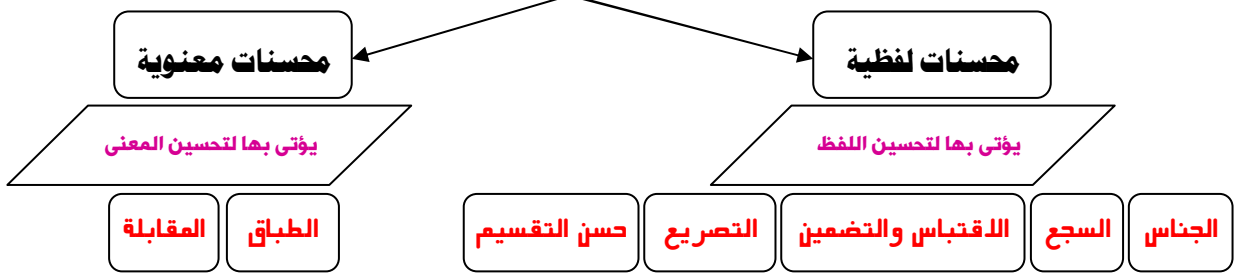 محسنات لفظية
محسنات معنوية
يؤتى بها لتحسين اللفظ
يؤتى بها لتحسين المعنى
الجناس
السجع
الاقتباس والتضمين
التصريع
حسن التقسيم
الطباق
المقابلة